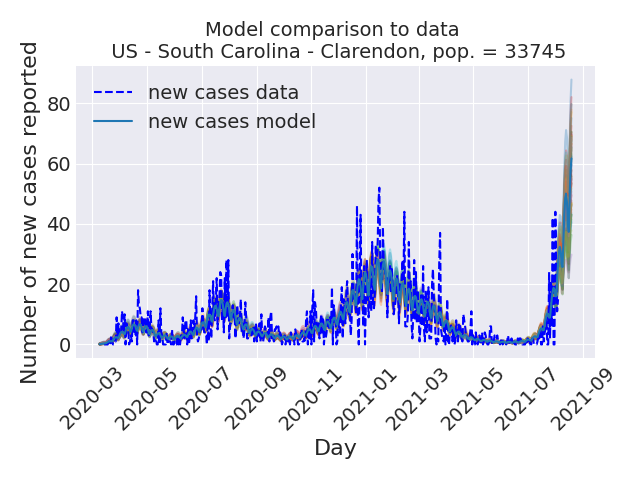 Model comparison to data
US - South Carolina - Clarendon, pop. = 33745
Number of new cases reported
new cases data
new cases model
80
60
40
20
0
2020-03
2020-05
2020-07
2020-09
2020-11
2021-01
2021-03
2021-05
2021-07
2021-09
Day